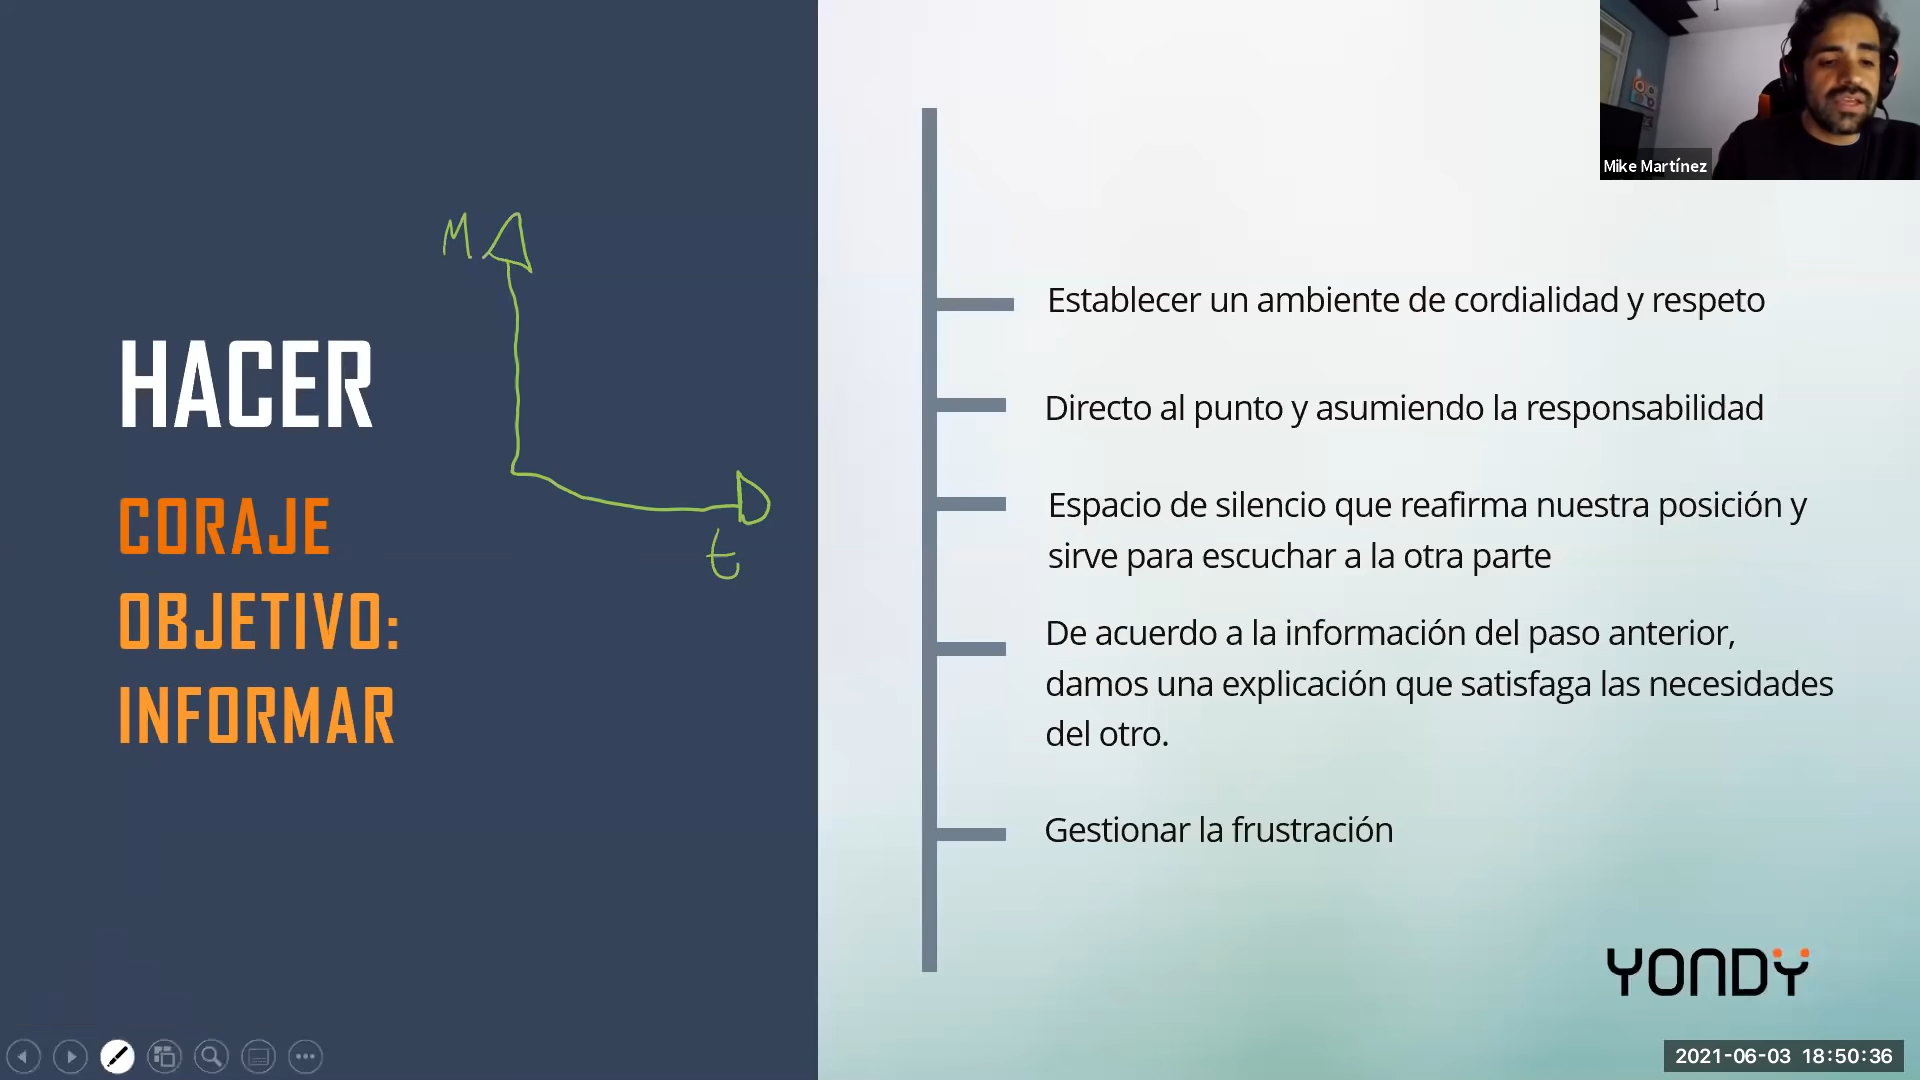 Mike Martínez
M
t
HACER
CORAJE
OBJETIVO:
INFORMAR
Establecer un ambiente de cordialidad y respeto
Directo al punto y asumiendo la responsabilidad
Espacio de silencio que reafirma nuestra posición y
sirve para escuchar a la otra parte
De acuerdo a la información del paso anterior,
damos una explicación que satisfaga las necesidades
del otro.
Gestionar la frustración
YONDY
2021-06-03 18:50:36